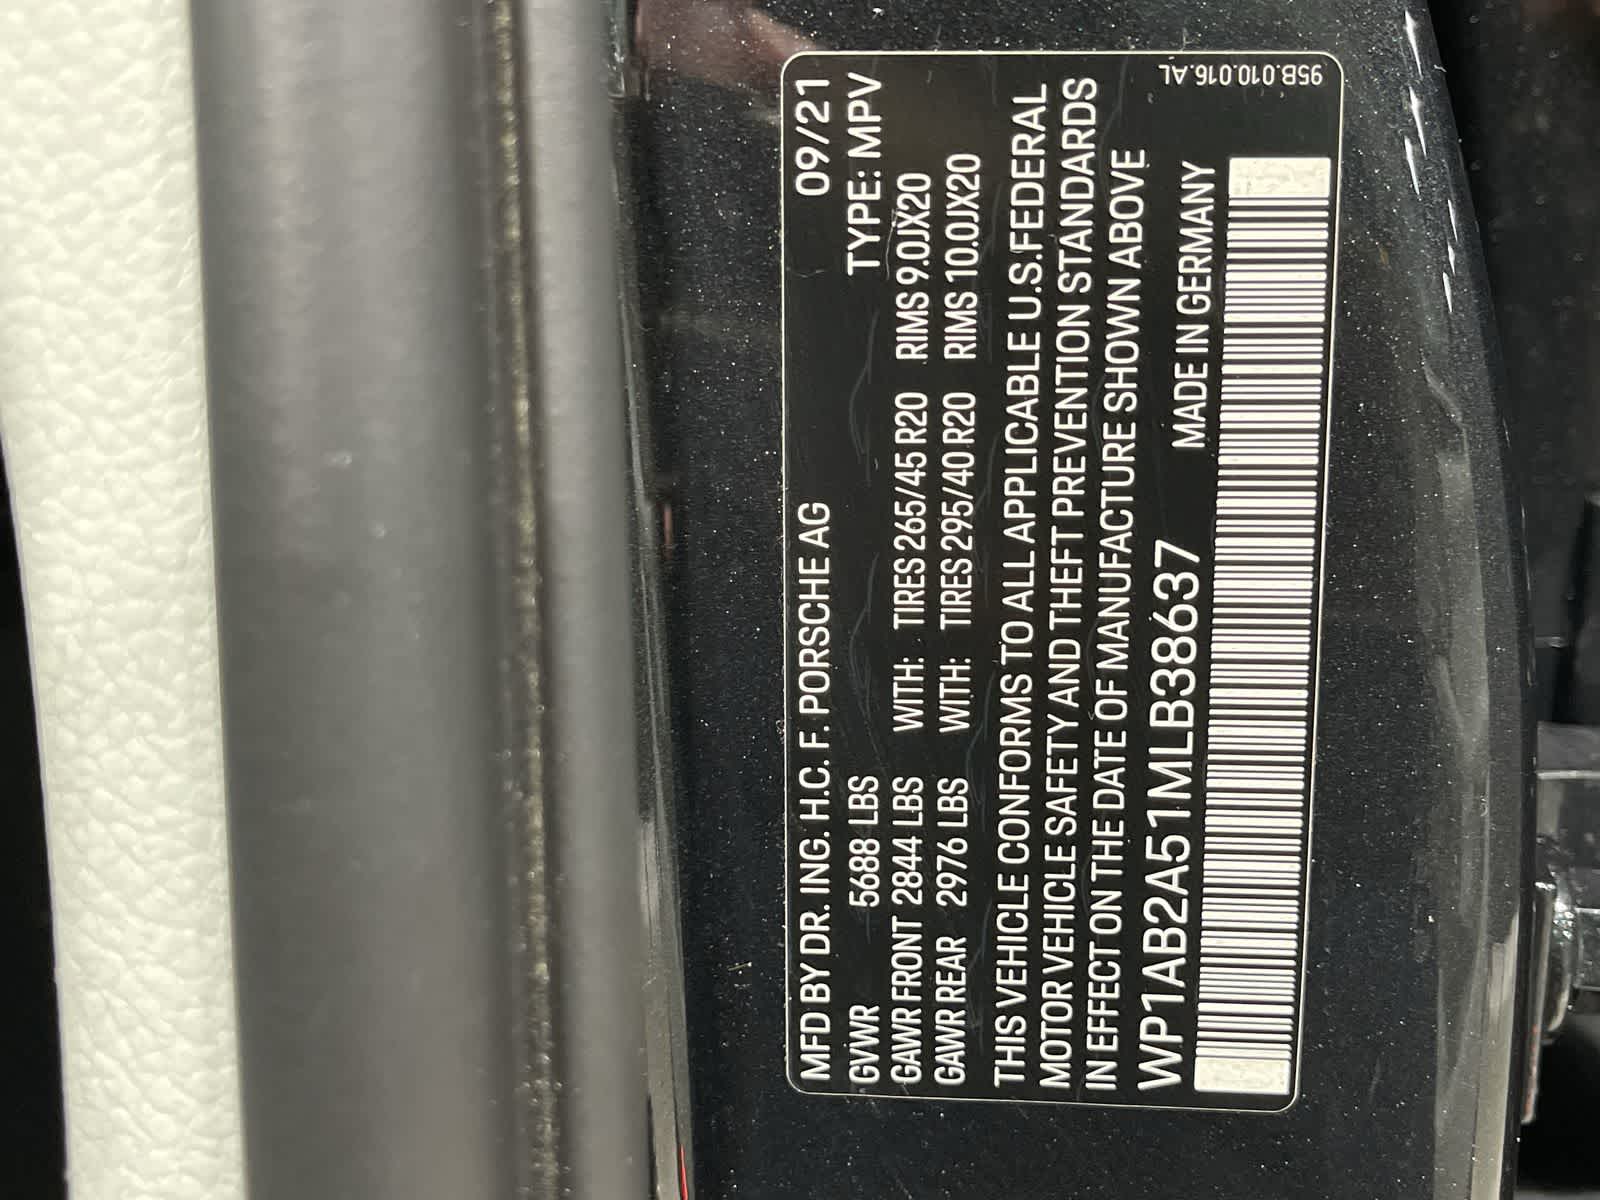 MFD BY DR. ING. H.C. F. PORSCHE AG 09/21
GVWR 5688 LBS TYPE: MPV
GAWR FRONT 2844 LBS WITH: TIRES 265/45 R20 RIMS 9.0JX20
GAWR REAR 2976 LBS WITH: TIRES 295/40 R20 RIMS 10.0JX20
THIS VEHICLE CONFORMS TO ALL APPLICABLE U.S.FEDERAL
MOTOR VEHICLE SAFETY AND THEFT PREVENTION STANDARDS
IN EFFECT ON THE DATE OF MANUFACTURE SHOWN ABOVE
WP1AB2A51MLB38637 MADE IN GERMANY
95B.010.016.AL